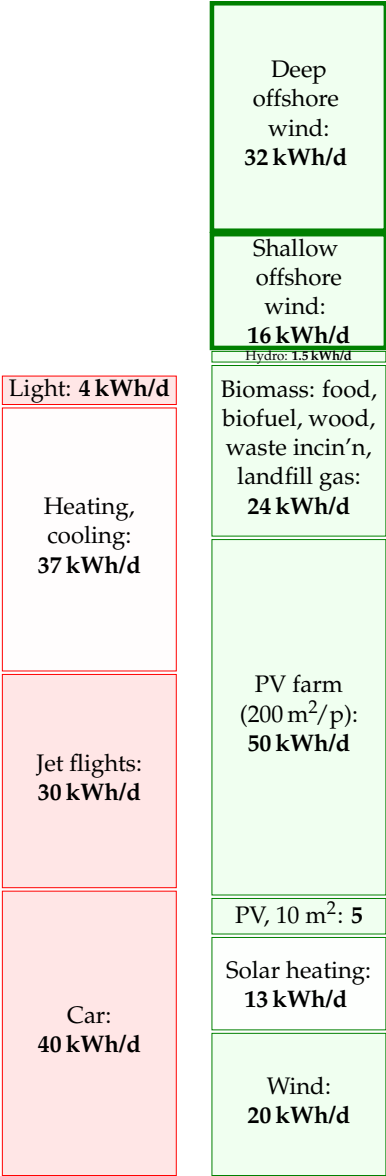 Deep
offshore
wind:
32 kWh/d
Shallow
offshore
wind:
16 kWh/d
Hydro: 1.5 kWh/d
Light: 4 kWh/d
Biomass: food,
biofuel, wood,
waste incin'n,
landfill gas:
24 kWh/d
Heating,
cooling:
37 kWh/d
PV farm
(200 m²/p):
50 kWh/d
Jet flights:
30 kWh/d
PV, 10 m²: 5
Solar heating:
13 kWh/d
Car:
40 kWh/d
Wind:
20 kWh/d